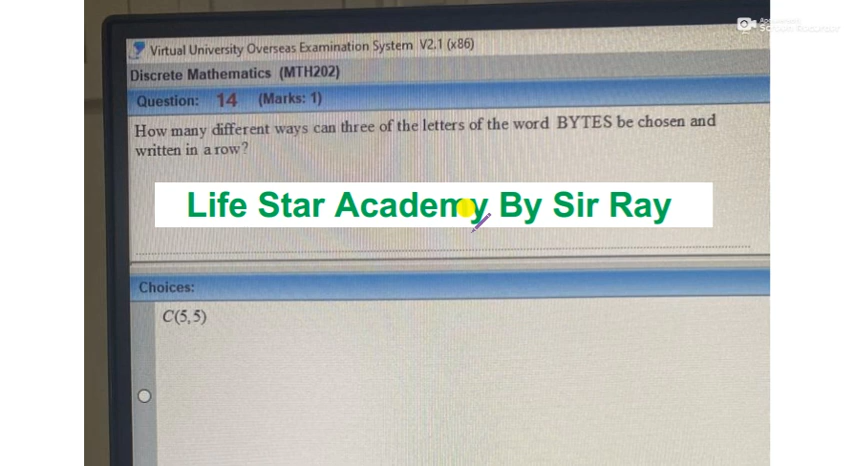 Virtual University Overseas Examination System V2.1 (x86)
Discrete Mathematics (MTH202)
Question: 14 (Marks: 1)
How many different ways can three of the letters of the word BYTES be chosen and
written in a row?
Life Star Academy By Sir Ray
Choices:
C(5,5)